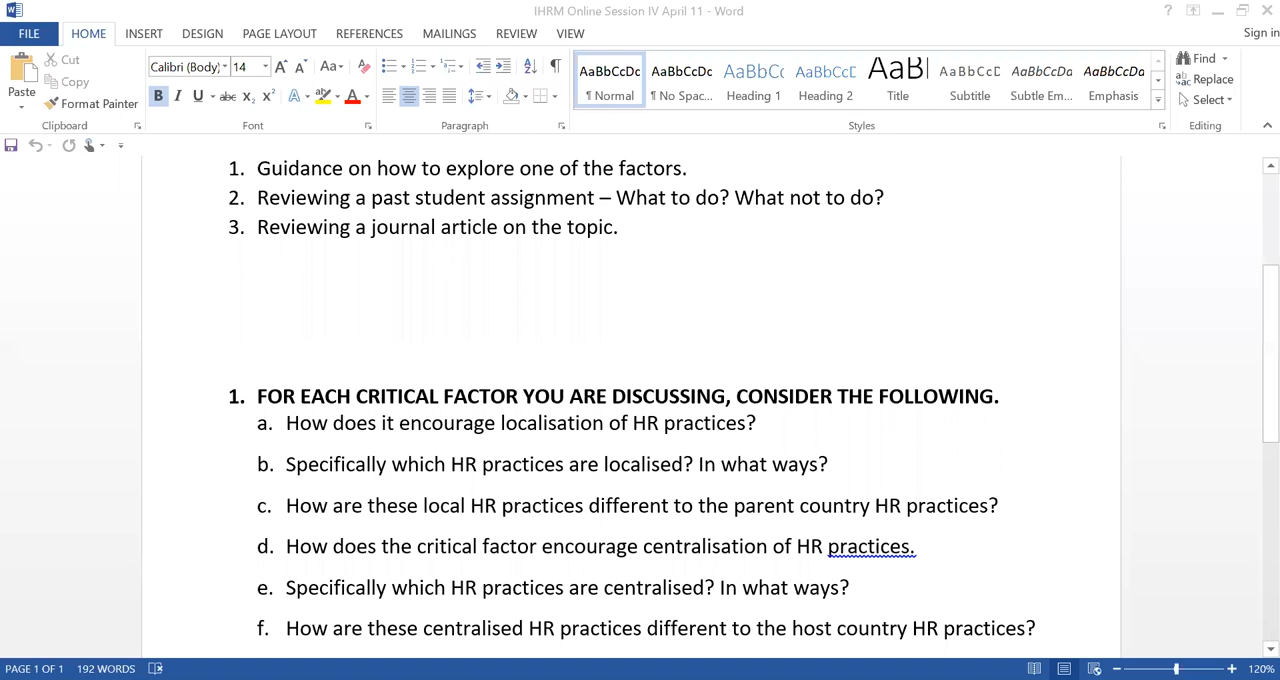 IHRM Online Session IV April 11 - Word
?
Sign in
FILE HOME INSERT DESIGN PAGE LAYOUT REFERENCES MAILINGS REVIEW VIEW
Paste
Cut
Copy
Format Painter
Clipboard
Calibri (Body) 14
Aa
B I U abc X₂ X² A A
Font
Paragraph
AaBbCcDc AaBbCcDc AaBbCc AaBbCcD AaBl AaBbCcD AaBbCcDa AaBbCcDa
¶ Normal ¶ No Spac... Heading 1 Heading 2 Title Subtitle Subtle Em... Emphasis
Styles
Find
Replace
Select
Editing
1. Guidance on how to explore one of the factors.
2. Reviewing a past student assignment – What to do? What not to do?
3. Reviewing a journal article on the topic.
1. FOR EACH CRITICAL FACTOR YOU ARE DISCUSSING, CONSIDER THE FOLLOWING.
a. How does it encourage localisation of HR practices?
b. Specifically which HR practices are localised? In what ways?
c. How are these local HR practices different to the parent country HR practices?
d. How does the critical factor encourage centralisation of HR practices.
e. Specifically which HR practices are centralised? In what ways?
f. How are these centralised HR practices different to the host country HR practices?
PAGE 1 OF 1 192 WORDS 120%